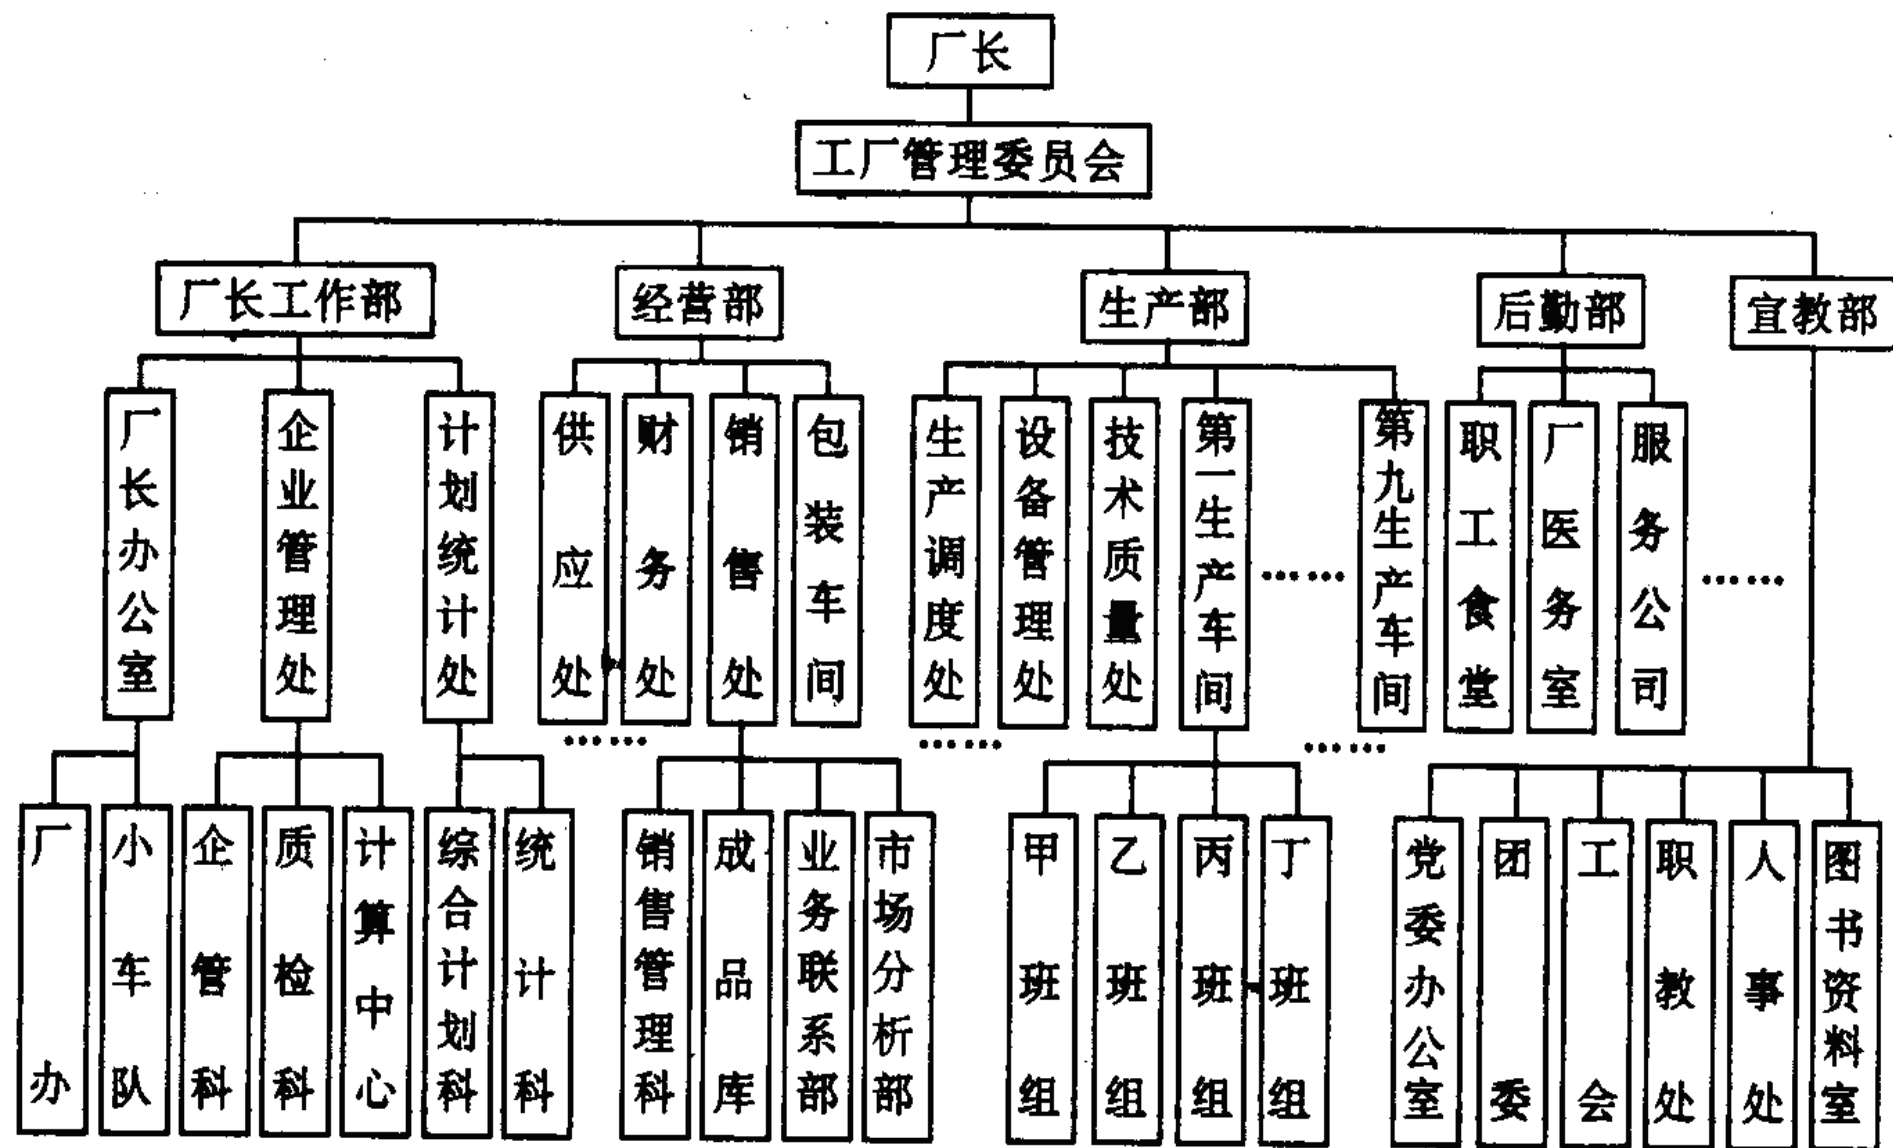 厂长
工厂管理委员会
厂长工作部
经营部
生产部
后勤部
宣教部
厂长办公室
企业管理处
计划统计处
供应处
财务处
销售处
包装车间
生产调度处
设备管理处
技术质量处
第一生产车间
……
第九生产车间
职工食堂
厂医务室
服务公司
……
……
……
……
厂办
小车队
企管科
质检科
计算中心
综合计划科
统计科
销售管理科
成品库
业务联系部
市场分析部
甲班组
乙班组
丙班组
丁班组
党委办公室
团委
工会
职教处
人事处
图书资料室